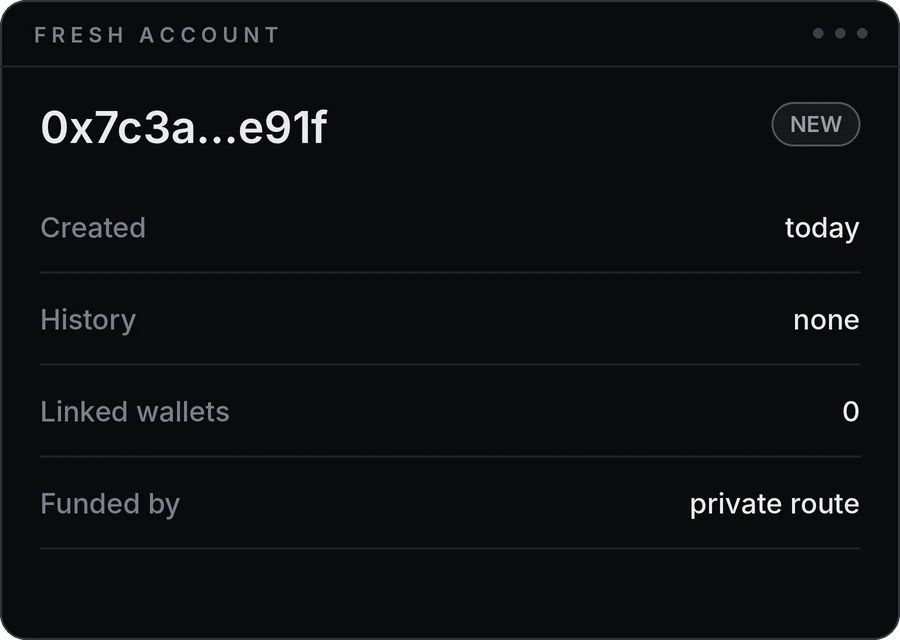 FRESH ACCOUNT
0x7c3a...e91f
NEW
Created today
History none
Linked wallets 0
Funded by private route